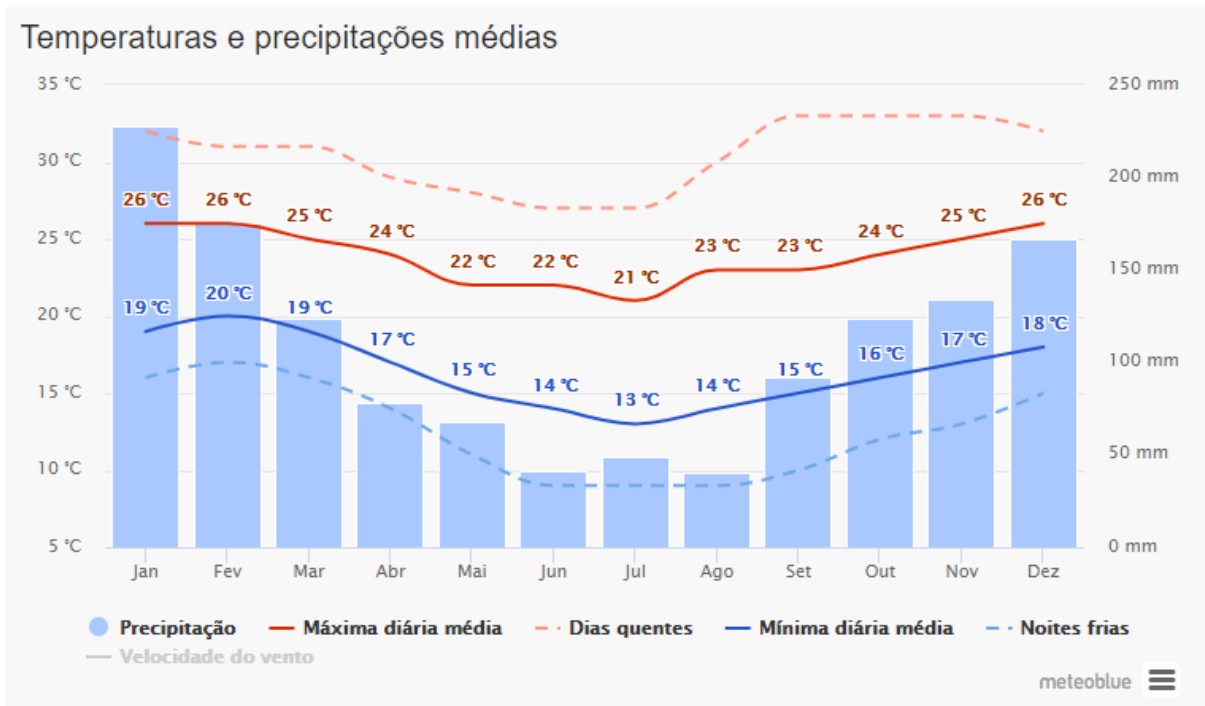 Temperaturas e precipitações médias
35 °C 250 mm
30 °C
200 mm
26 °C 26 °C 25 °C 24 °C 22 °C 22 °C 21 °C 23 °C 23 °C 24 °C 25 °C 26 °C
25 °C
150 mm
19 °C 20 °C 19 °C 17 °C 15 °C 14 °C 13 °C 14 °C 15 °C 16 °C 17 °C 18 °C
20 °C
100 mm
15 °C
50 mm
10 °C
5 °C 0 mm
Jan Fev Mar Abr Mai Jun Jul Ago Set Out Nov Dez
Precipitação Máxima diária média Dias quentes Mínima diária média Noites frias
Velocidade do vento
meteoblue